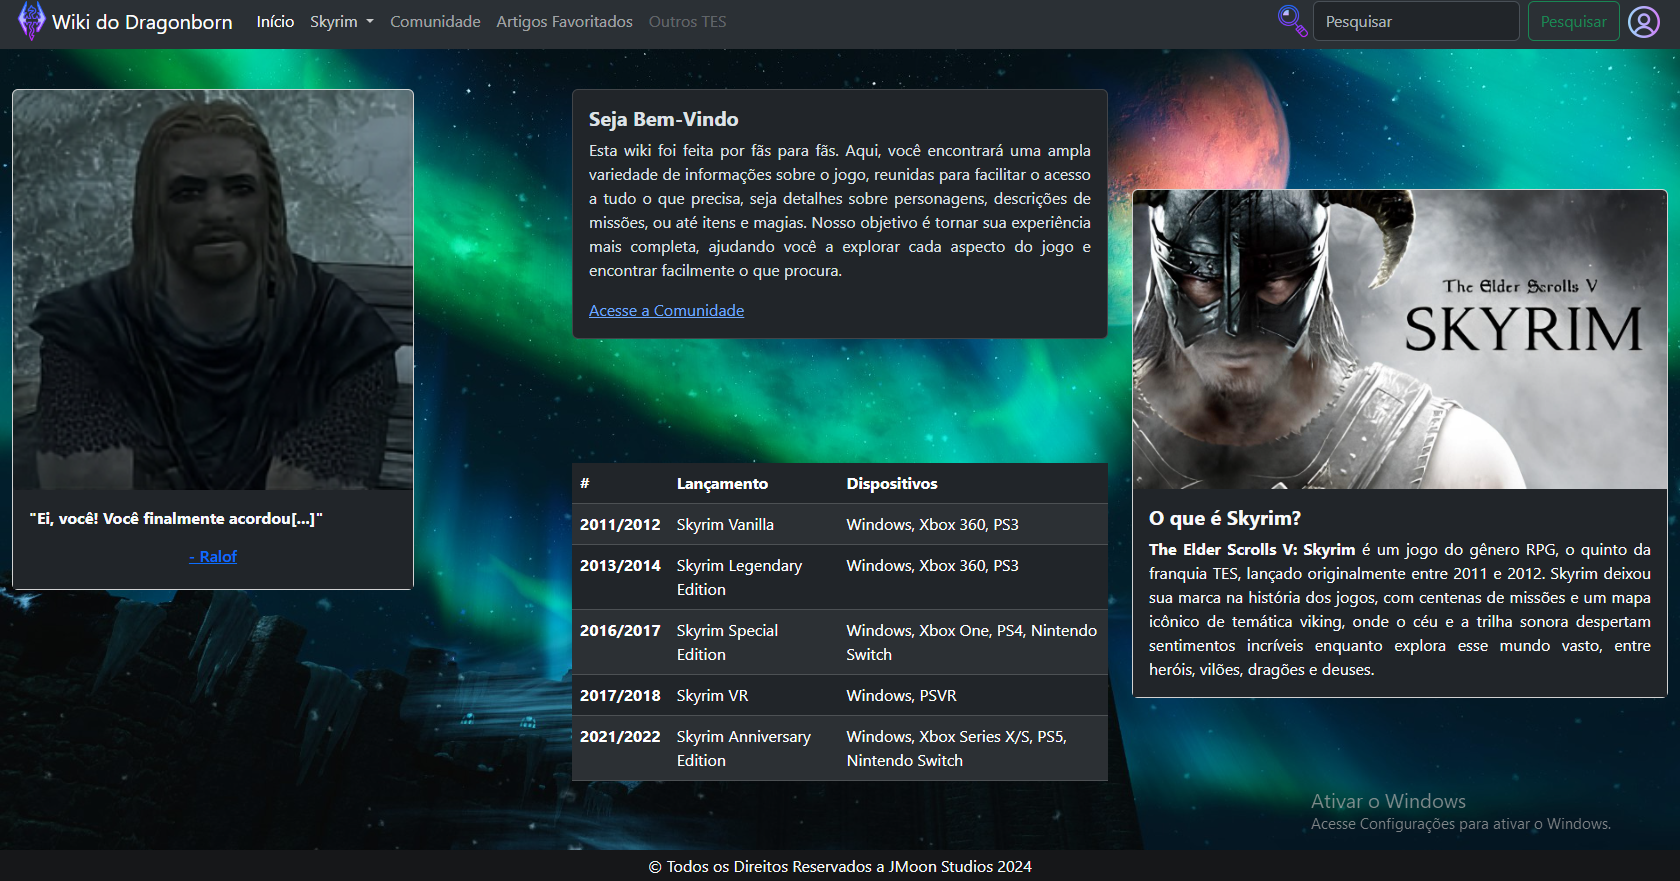 Wiki do Dragonborn
Início
Skyrim
Comunidade
Artigos Favoritados
Outros TES
Pesquisar
Pesquisar
"Ei, você! Você finalmente acordou[...]"
- Ralof
Seja Bem-Vindo
Esta wiki foi feita por fãs para fãs. Aqui, você encontrará uma ampla
variedade de informações sobre o jogo, reunidas para facilitar o acesso
a tudo o que precisa, seja detalhes sobre personagens, descrições de
missões, ou até itens e magias. Nosso objetivo é tornar sua experiência
mais completa, ajudando você a explorar cada aspecto do jogo e
encontrar facilmente o que procura.
Acesse a Comunidade
# Lançamento Dispositivos
2011/2012 Skyrim Vanilla Windows, Xbox 360, PS3
2013/2014 Skyrim Legendary Windows, Xbox 360, PS3
Edition
2016/2017 Skyrim Special Windows, Xbox One, PS4, Nintendo
Edition Switch
2017/2018 Skyrim VR Windows, PSVR
2021/2022 Skyrim Anniversary Windows, Xbox Series X/S, PS5,
Edition Nintendo Switch
The Elder Scrolls V
SKYRIM
O que é Skyrim?
The Elder Scrolls V: Skyrim é um jogo do gênero RPG, o quinto da
franquia TES, lançado originalmente entre 2011 e 2012. Skyrim deixou
sua marca na história dos jogos, com centenas de missões e um mapa
icônico de temática viking, onde o céu e a trilha sonora despertam
sentimentos incríveis enquanto explora esse mundo vasto, entre
heróis, vilões, dragões e deuses.
Ativar o Windows
Acesse Configurações para ativar o Windows.
© Todos os Direitos Reservados a JMoon Studios 2024